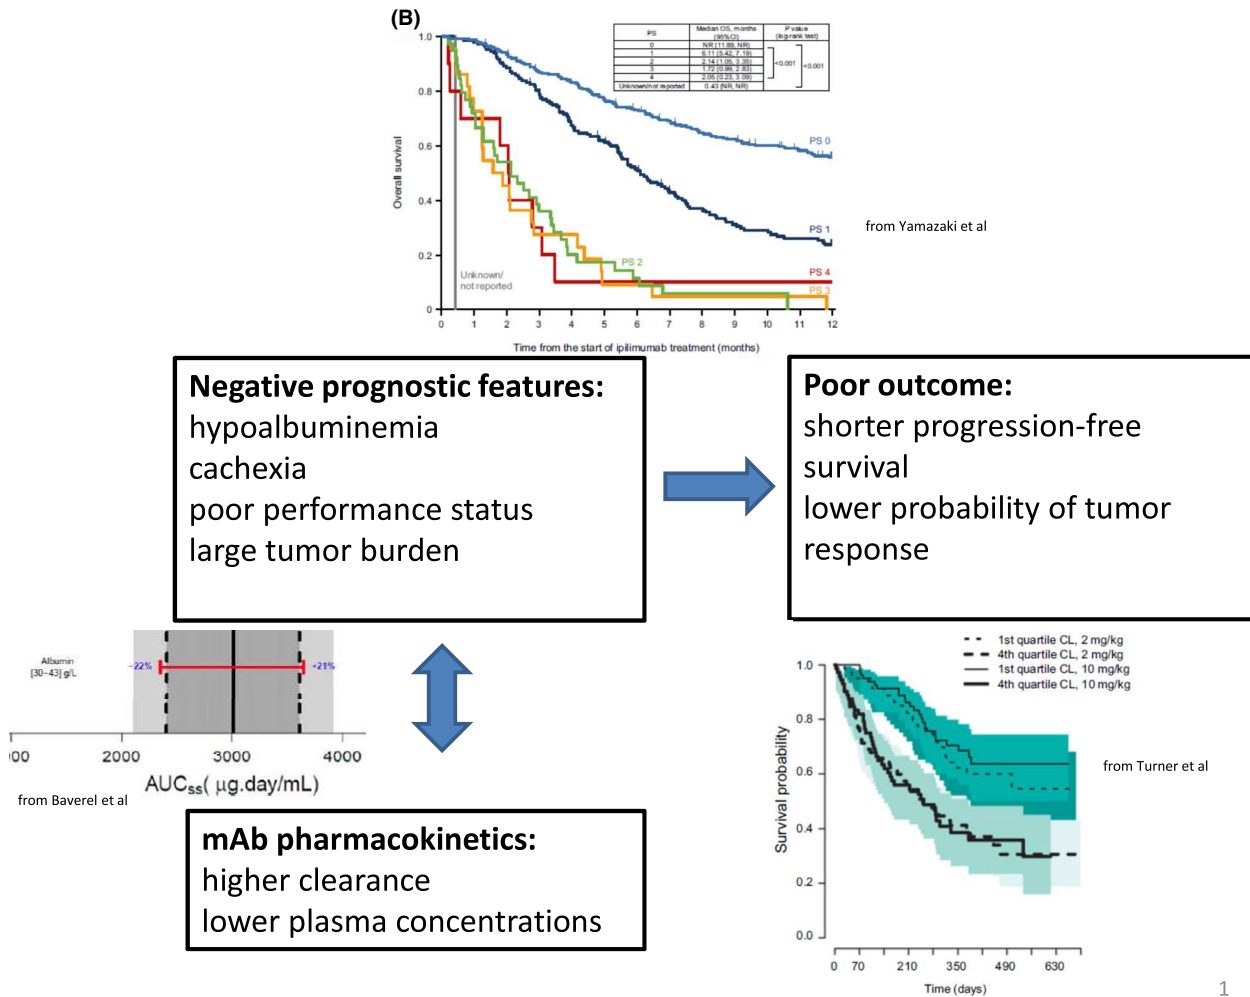 (B)
PS
Median OS, months
(95%CI)
P value
(log-rank test)
0
NR (11.89, NR)
1
6.11 (5.42, 7.19)
2
2.14 (1.05, 3.35)
3
1.72 (0.99, 2.83)
4
2.05 (0.23, 3.09)
Unknown/not reported
0.43 (NR, NR)
<0.001
<0.001
Overall survival
1.0
0.8
0.6
0.4
0.2
0
PS 0
PS 1
PS 2
PS 4
PS 3
Unknown/
not reported
0 1 2 3 4 5 6 7 8 9 10 11 12
Time from the start of ipilimumab treatment (months)
from Yamazaki et al
Negative prognostic features:
hypoalbuminemia
cachexia
poor performance status
large tumor burden
Poor outcome:
shorter progression-free
survival
lower probability of tumor
response
Albumin
[30-43] g/L
-22%
+21%
00 2000 3000 4000
AUCss( µg.day/mL)
from Baverel et al
mAb pharmacokinetics:
higher clearance
lower plasma concentrations
1st quartile CL, 2 mg/kg
4th quartile CL, 2 mg/kg
1st quartile CL, 10 mg/kg
4th quartile CL, 10 mg/kg
Survival probability
1.0
0.8
0.6
0.4
0.2
0.0
0 70 210 350 490 630
Time (days)
from Turner et al
1